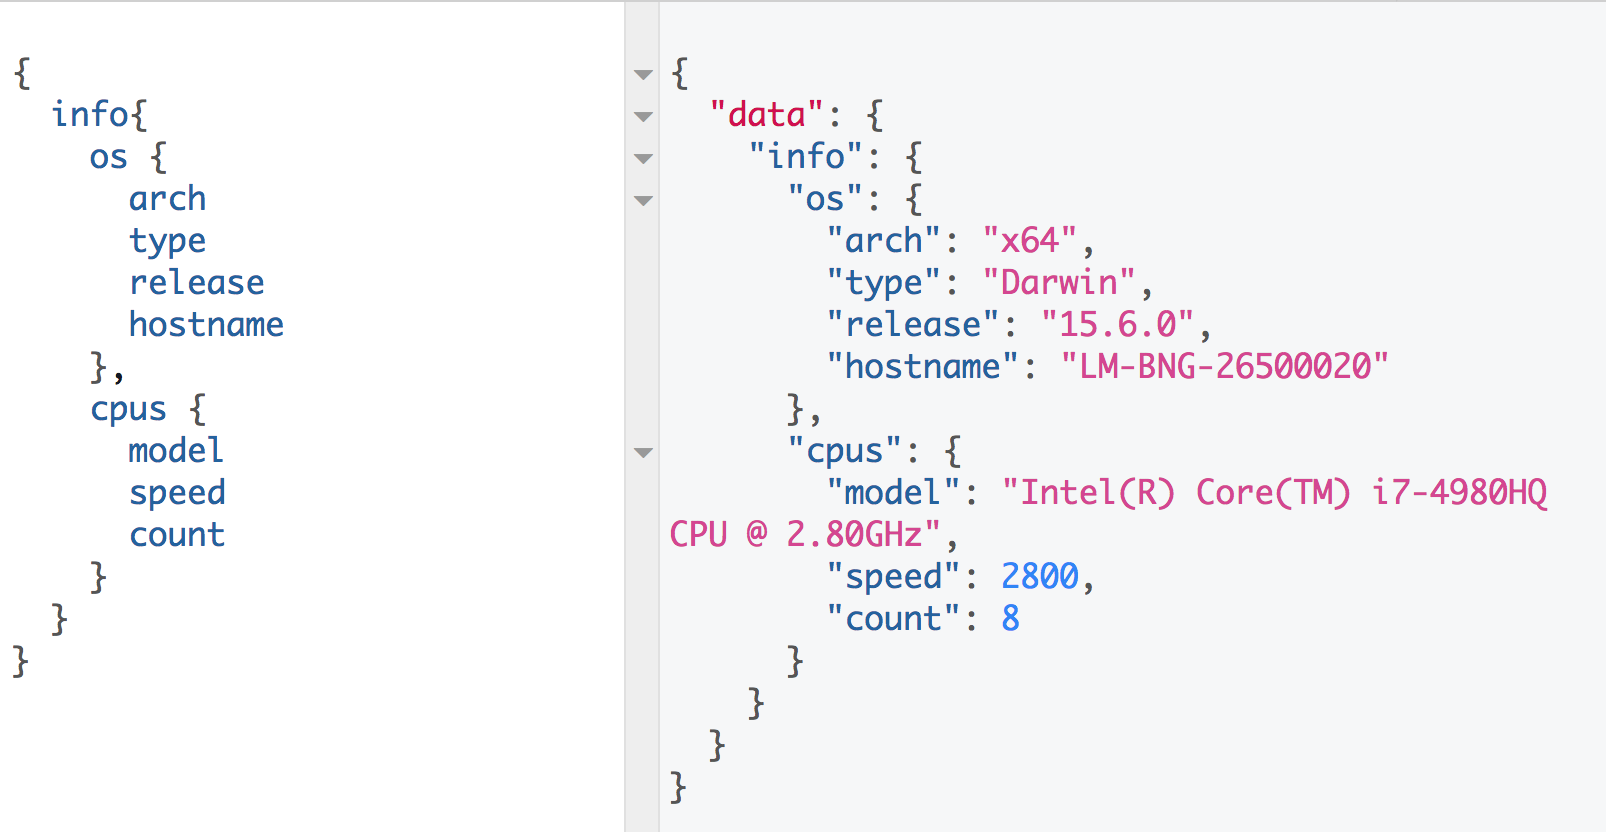 {
  info{
    os {
      arch
      type
      release
      hostname
    },
    cpus {
      model
      speed
      count
    }
  }
}
{
  "data": {
    "info": {
      "os": {
        "arch": "x64",
        "type": "Darwin",
        "release": "15.6.0",
        "hostname": "LM-BNG-26500020"
      },
      "cpus": {
        "model": "Intel(R) Core(TM) i7-4980HQ
CPU @ 2.80GHz",
        "speed": 2800,
        "count": 8
      }
    }
  }
}